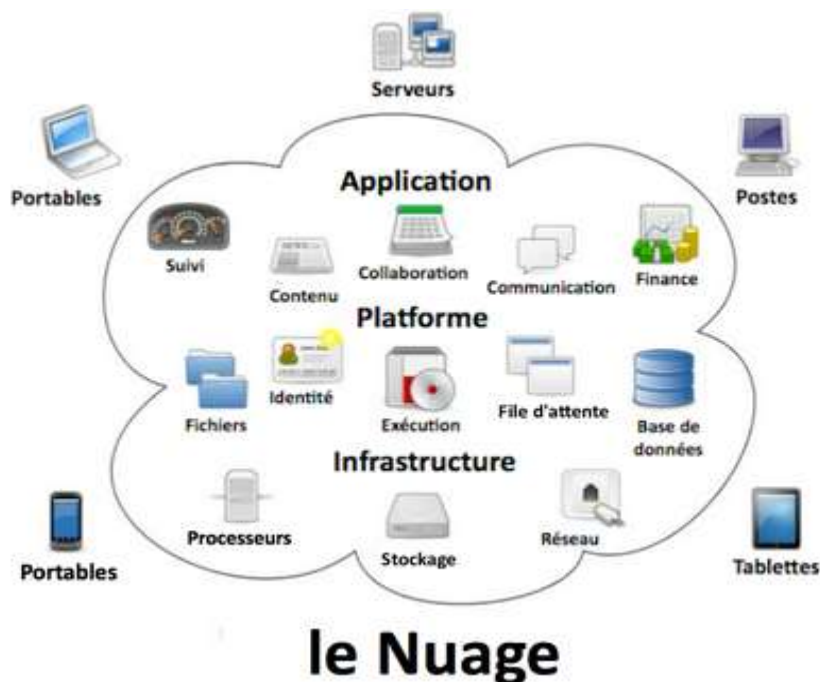 Serveurs
Portables
Postes
Application
Suivi
Contenu
Collaboration
Communication
Finance
Platforme
Fichiers
Identité
Exécution
File d'attente
Base de
données
Infrastructure
Processeurs
Stockage
Réseau
Portables
Tablettes
le Nuage